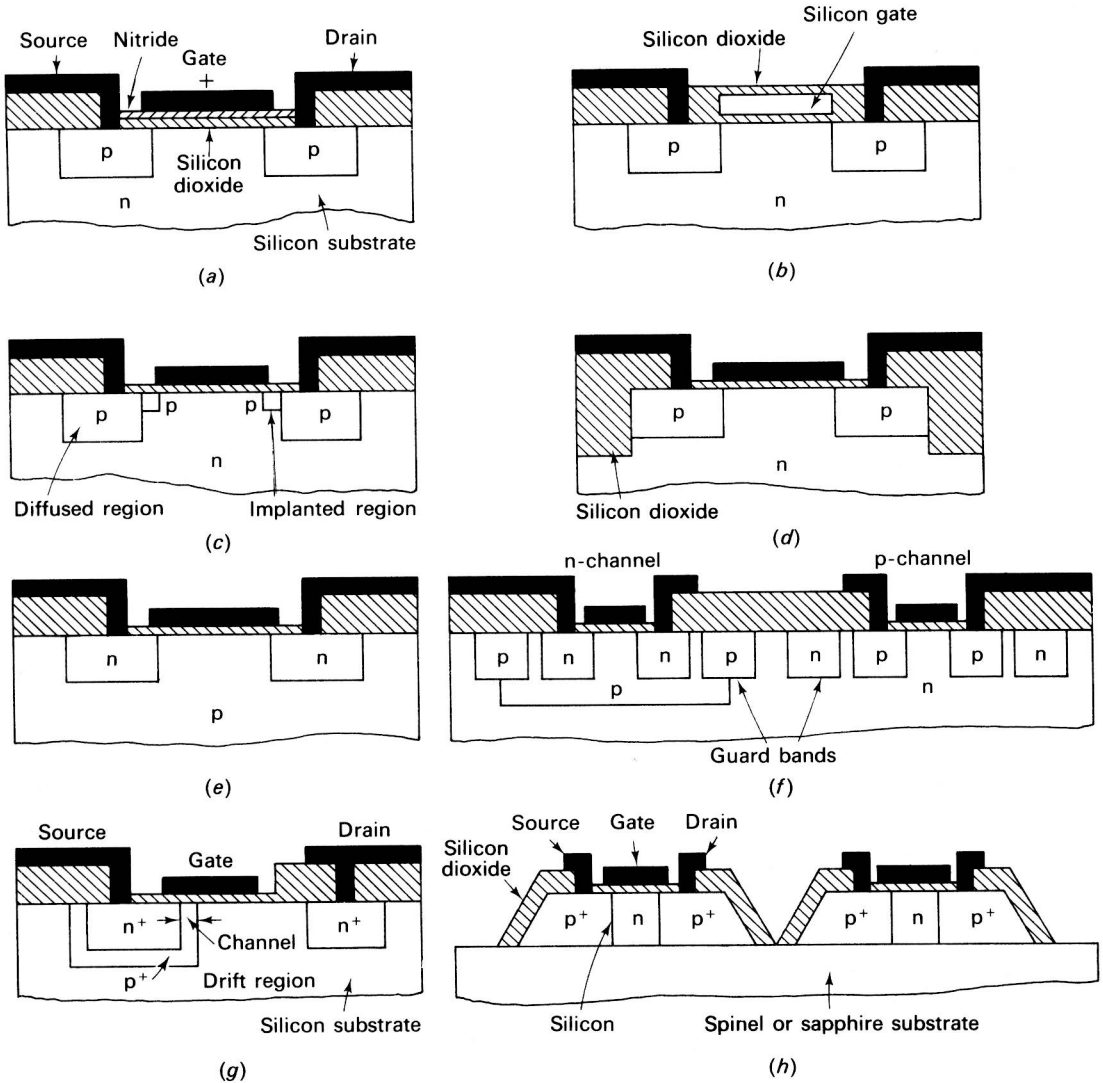 Source
Nitride
Gate
+
Drain
p
Silicon
dioxide
p
n
Silicon substrate
(a)
Silicon gate
Silicon dioxide
p
p
n
(b)
p
p
p
p
n
Diffused region
Implanted region
(c)
p
p
n
Silicon dioxide
(d)
n
n
p
(e)
n-channel
p-channel
p
n
n
p
n
p
p
n
p
n
Guard bands
(f)
Source
Gate
Drain
n+
Channel
n+
p+
Drift region
Silicon substrate
(g)
Source
Gate
Drain
Silicon
dioxide
p+
n
p+
p+
n
p+
Silicon
Spinel or sapphire substrate
(h)